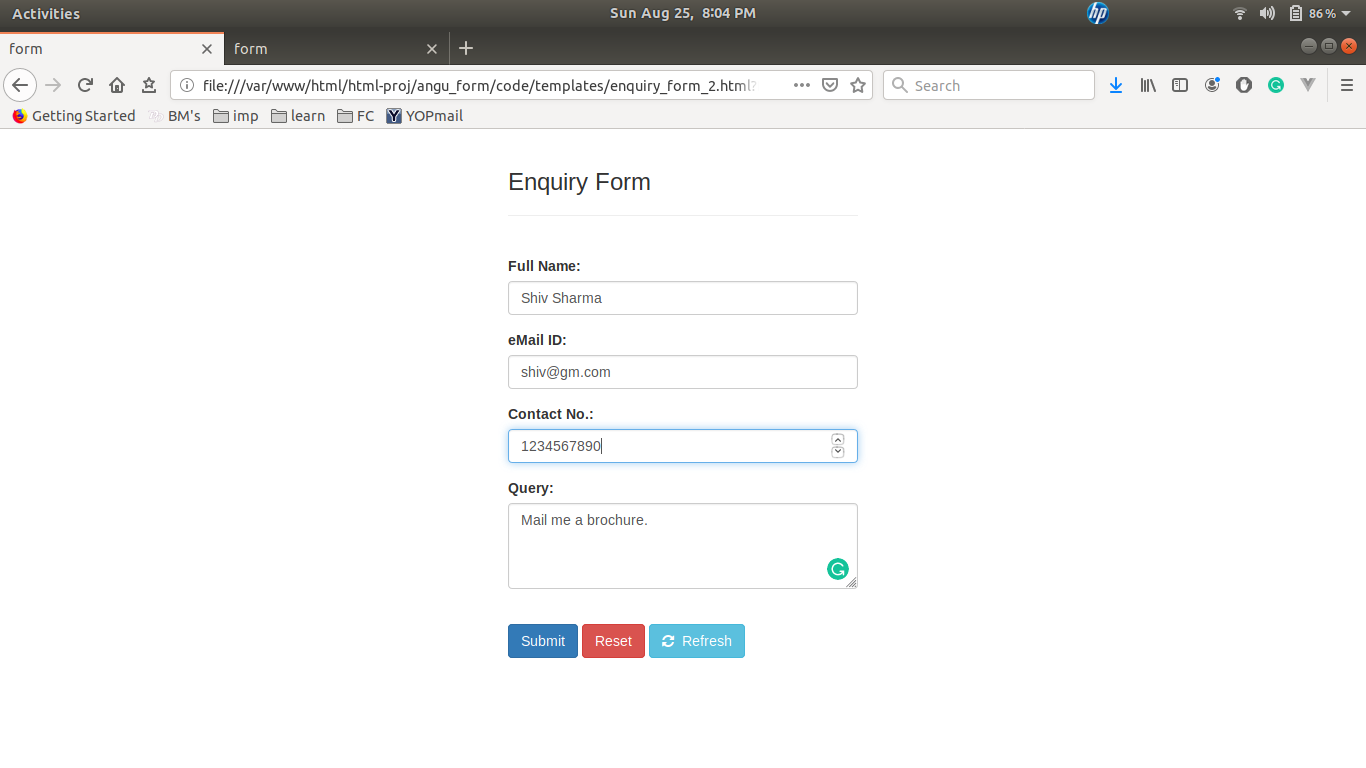 Activities Sun Aug 25, 8:04 PM hp 86%
form form
file:///var/www/html/html-proj/angu_form/code/templates/enquiry_form_2.html? Search
Getting Started BM's imp learn FC Y YOPmail
Enquiry Form
Full Name:
Shiv Sharma
eMail ID:
shiv@gm.com
Contact No.:
1234567890
Query:
Mail me a brochure.
Submit Reset Refresh